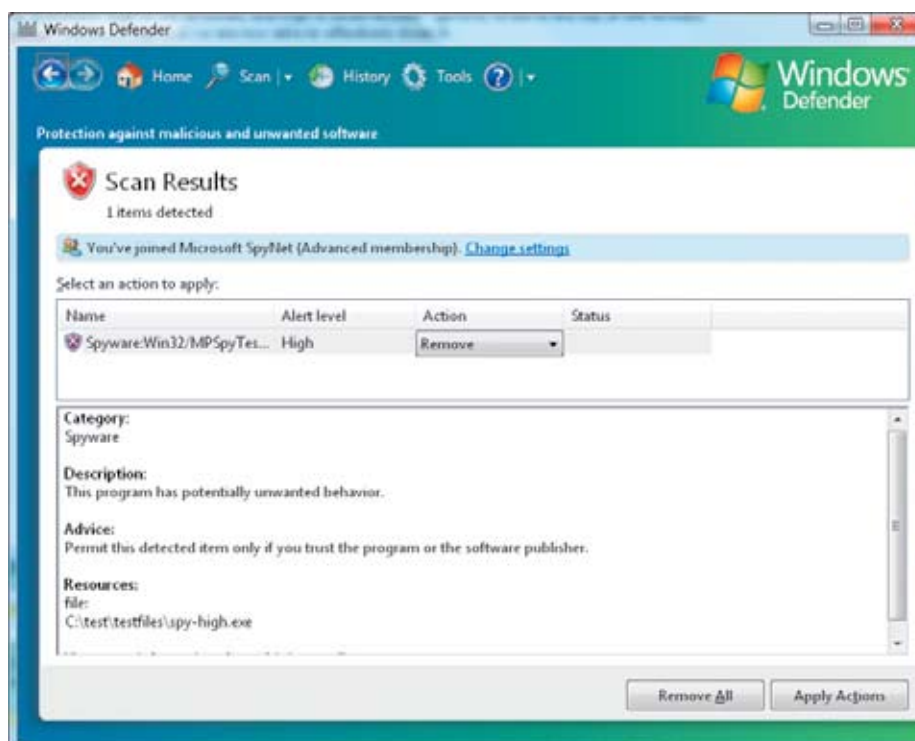 Windows Defender
Home Scan History Tools
Windows
Defender
Protection against malicious and unwanted software
Scan Results
1 items detected
You've joined Microsoft SpyNet (Advanced membership). Change settings
Select an action to apply:
Name Alert level Action Status
Spyware:Win32/MPSpyTes... High Remove
Category:
Spyware
Description:
This program has potentially unwanted behavior.
Advice:
Permit this detected item only if you trust the program or the software publisher.
Resources:
file:
C:\test\testfiles\spy-high.exe
Remove All Apply Actions